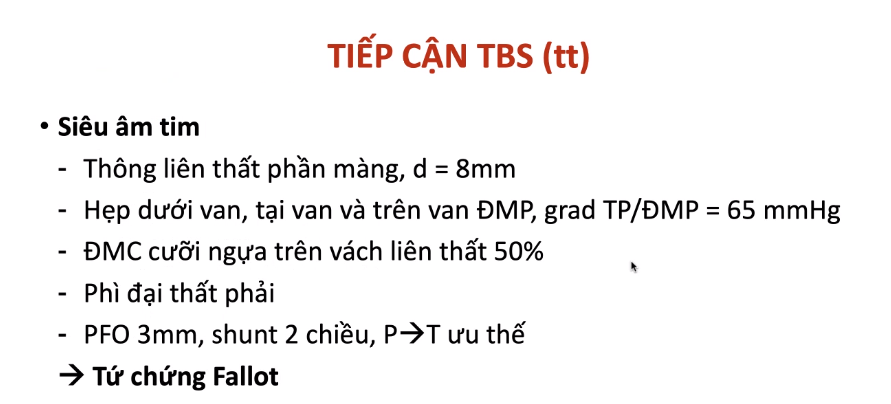 TIẾP CẬN TBS (tt)
• Siêu âm tim
- Thông liên thất phần màng, d = 8mm
- Hẹp dưới van, tại van và trên van ĐMP, grad TP/ĐMP = 65 mmHg
- ĐMC cưỡi ngựa trên vách liên thất 50%
- Phì đại thất phải
- PFO 3mm, shunt 2 chiều, P→T ưu thế
→ Tứ chứng Fallot